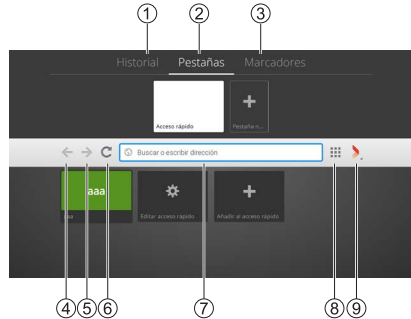 1 2 3
Historial Pestañas Marcadores
Acceso rápido Pestaña n...
Buscar o escribir dirección
aaa
aaa Editar acceso rápido Añadir al acceso rápido
4 5 6 7 8 9